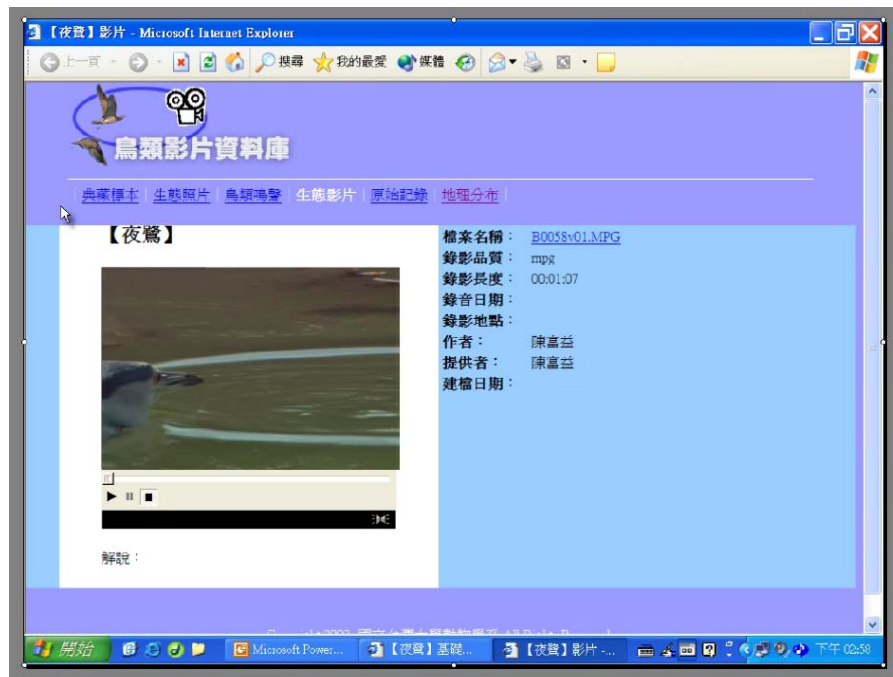 【夜鷺】影片 - Microsoft Internet Explorer
上一頁 搜尋 我的最愛 媒體
鳥類影片資料庫
典藏標本 | 生態照片 | 鳥類鳴聲 | 生態影片 | 原始記錄 | 地理分布 |
【夜鷺】
檔案名稱： B0058v01.MPG
錄影品質： mpg
錄影長度： 00:01:07
錄音日期：
錄影地點：
作者： 陳富益
提供者： 陳富益
建檔日期：
解說：
開始 Microsoft Power... 【夜鷺】基礎... 【夜鷺】影片 -... 下午 02:58